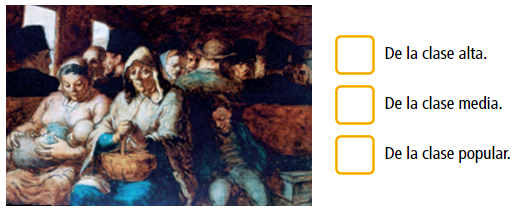 De la clase alta.
De la clase media.
De la clase popular.